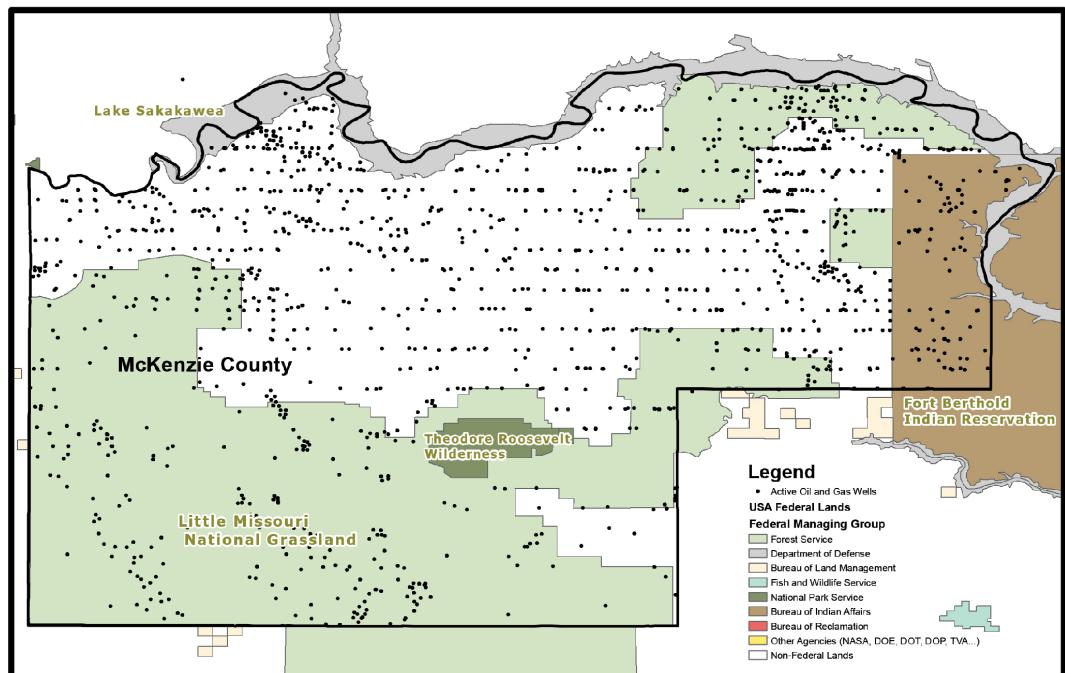 Lake Sakakawea
McKenzie County
Theodore Roosevelt
Wilderness
Fort Berthold
Indian Reservation
Little Missouri
National Grassland
Legend
Active Oil and Gas Wells
USA Federal Lands
Federal Managing Group
Forest Service
Department of Defense
Bureau of Land Management
Fish and Wildlife Service
National Park Service
Bureau of Indian Affairs
Bureau of Reclamation
Other Agencies (NASA, DOE, DOT, DOP, TVA...)
Non-Federal Lands